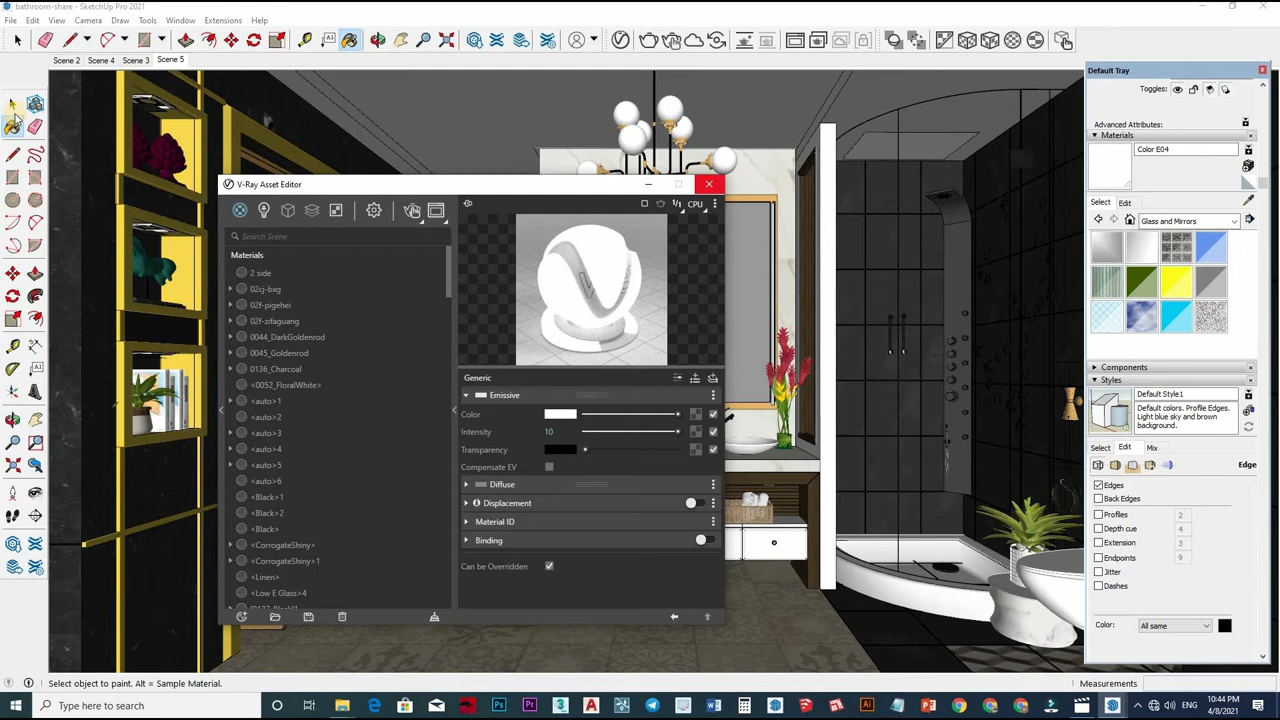 bathroom-share - SketchUp Pro 2021
File Edit View Camera Draw Tools Window Extensions Help
Scene 2 Scene 4 Scene 3 Scene 5
Default Tray
Toggles:
Advanced Attributes:
Materials
Color E04
Select Edit
Glass and Mirrors
Components
Styles
Default Style1
Default colors. Profile Edges. Light blue sky and brown background.
Select Edit Mix
Edge
Edges
Back Edges
Profiles 2
Depth cue 4
Extension 3
Endpoints 9
Jitter
Dashes
Color: All same
V-Ray Asset Editor
CPU
Search Scene
Materials
2 side
02cj-bxg
02f-pigehei
02f-zifaguang
0044_DarkGoldenrod
0045_Goldenrod
0136_Charcoal
<0052_FloralWhite>
<auto>1
<auto>2
<auto>3
<auto>4
<auto>5
<auto>6
<Black>1
<Black>2
<Black>
<CorrogateShiny>
<CorrogateShiny>1
<Linen>
<Low E Glass>4
Generic
Emissive
Color
Intensity 10
Transparency
Compensate EV
Diffuse
Displacement
Material ID
Binding
Can be Overridden
Select object to paint. Alt = Sample Material.
Measurements
Type here to search
10:44 PM
4/8/2021